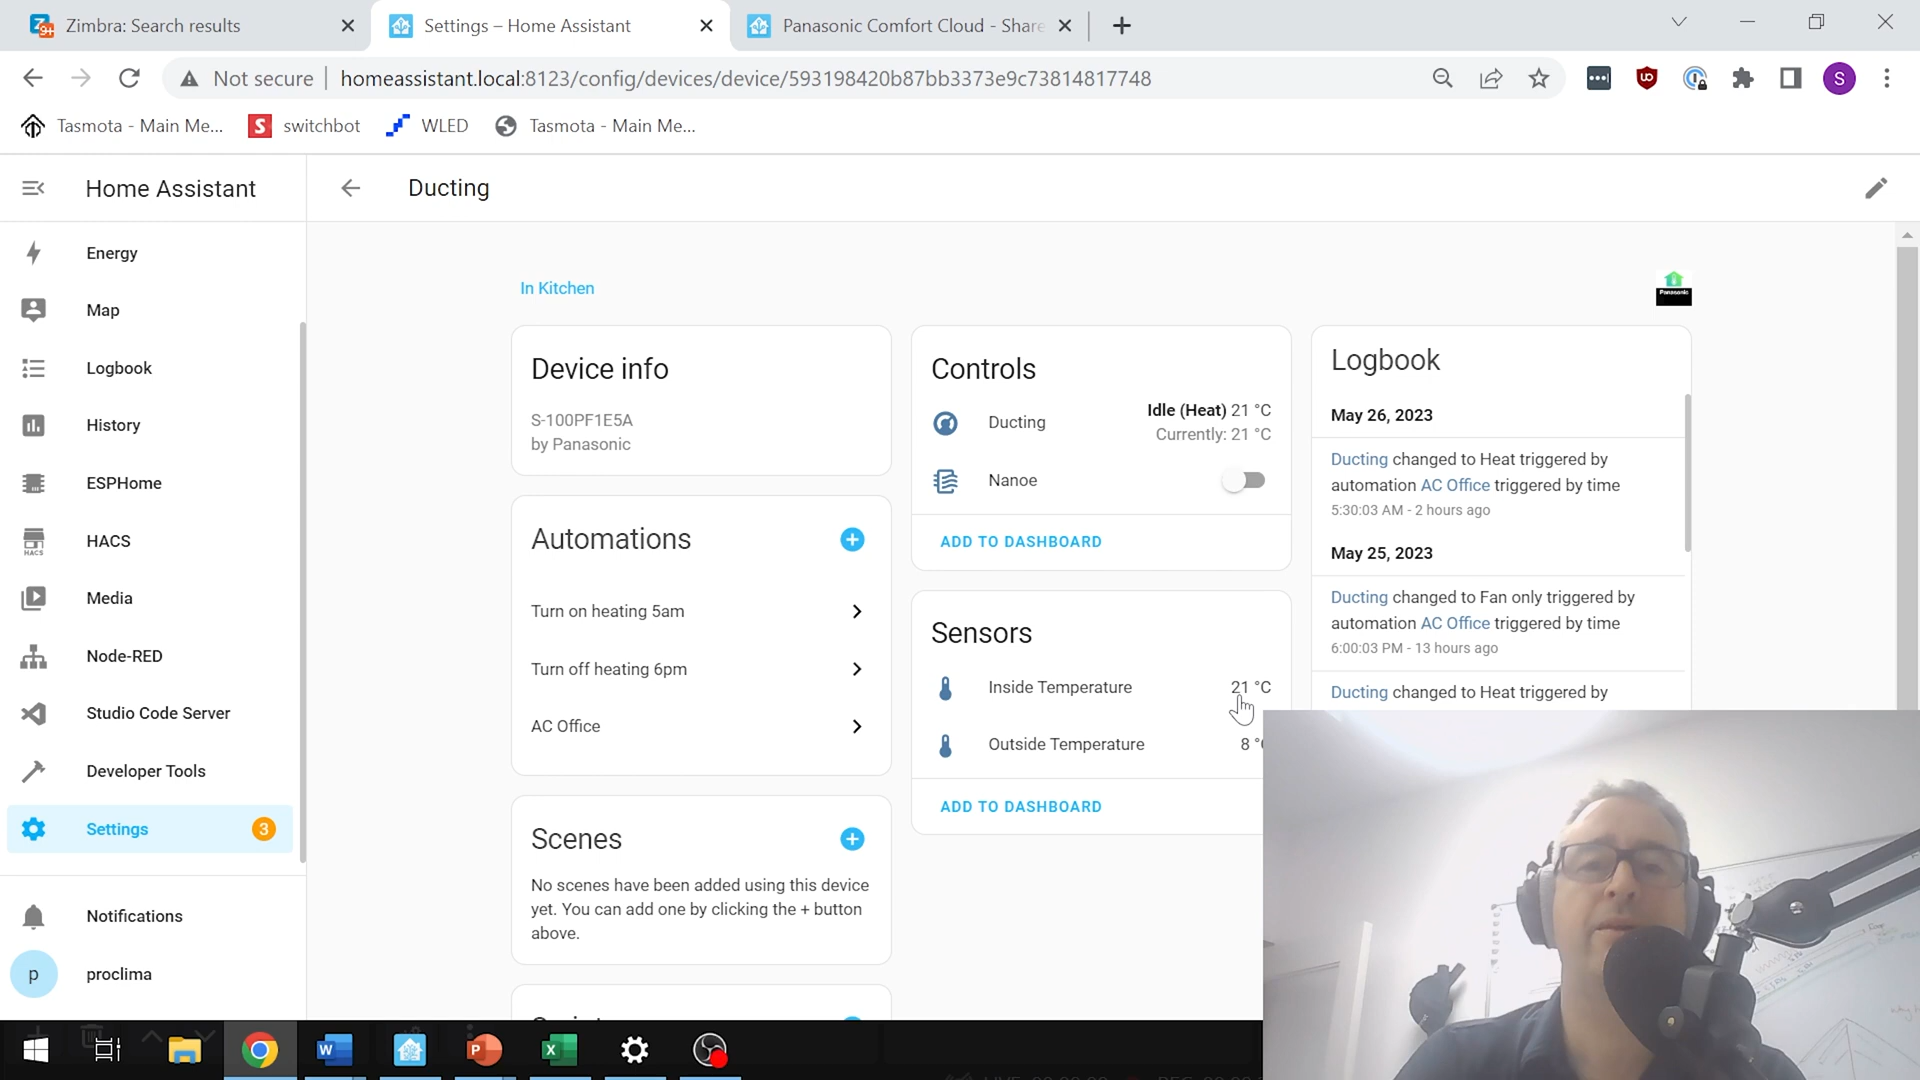 Zimbra: Search results
Settings – Home Assistant
Panasonic Comfort Cloud - Share
Not secure
homeassistant.local:8123/config/devices/device/593198420b87bb3373e9c73814817748
S
Tasmota - Main Me...
switchbot
WLED
Tasmota - Main Me...
Home Assistant
Ducting
Energy
Map
Logbook
History
ESPHome
HACS
Media
Node-RED
Studio Code Server
Developer Tools
Settings
3
Notifications
p
proclima
In Kitchen
Panasonic
Device info
S-100PF1E5A
by Panasonic
Automations
Turn on heating 5am
Turn off heating 6pm
AC Office
Scenes
No scenes have been added using this device
yet. You can add one by clicking the + button
above.
Controls
Ducting
Idle (Heat) 21 °C
Currently: 21 °C
Nanoe
ADD TO DASHBOARD
Sensors
Inside Temperature
21 °C
Outside Temperature
8 °C
ADD TO DASHBOARD
Logbook
May 26, 2023
Ducting changed to Heat triggered by
automation AC Office triggered by time
5:30:03 AM - 2 hours ago
May 25, 2023
Ducting changed to Fan only triggered by
automation AC Office triggered by time
6:00:03 PM - 13 hours ago
Ducting changed to Heat triggered by